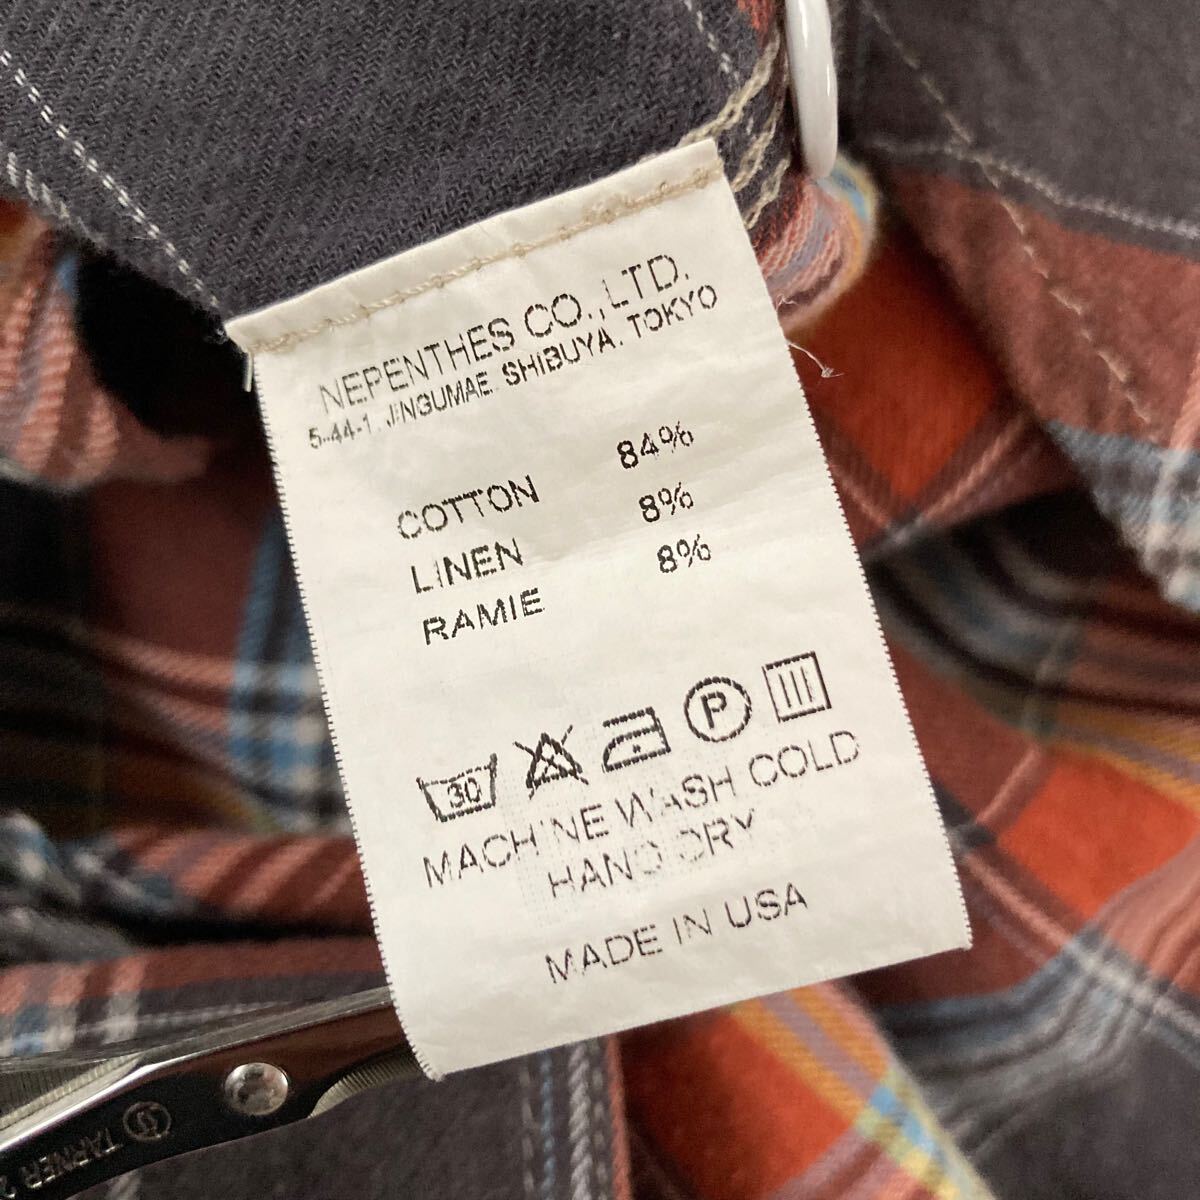 NEPENTHES CO.,LTD.
5-44-1, JINGUMAE, SHIBUYA, TOKYO
COTTON 84%
LINEN 8%
RAMIE 8%
30
P
MACHINE WASH COLD
HANG DRY
MADE IN USA
TARNER